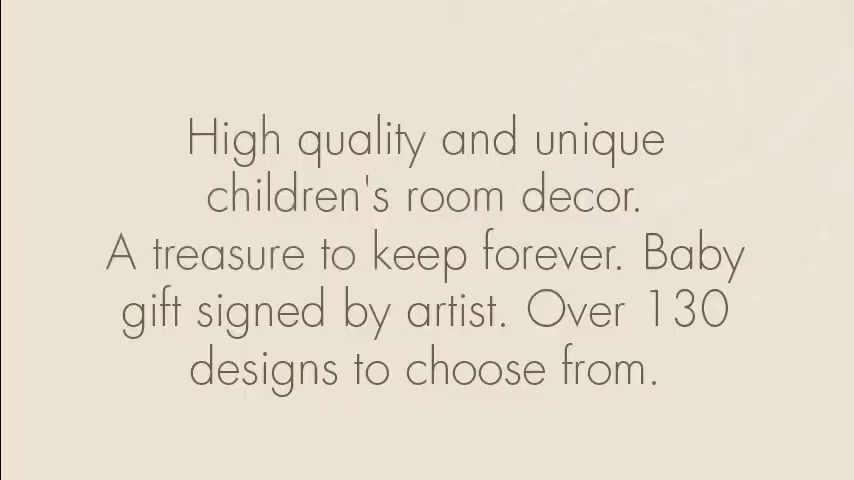 High quality and unique
children's room decor.
A treasure to keep forever. Baby
gift signed by artist. Over 130
designs to choose from.